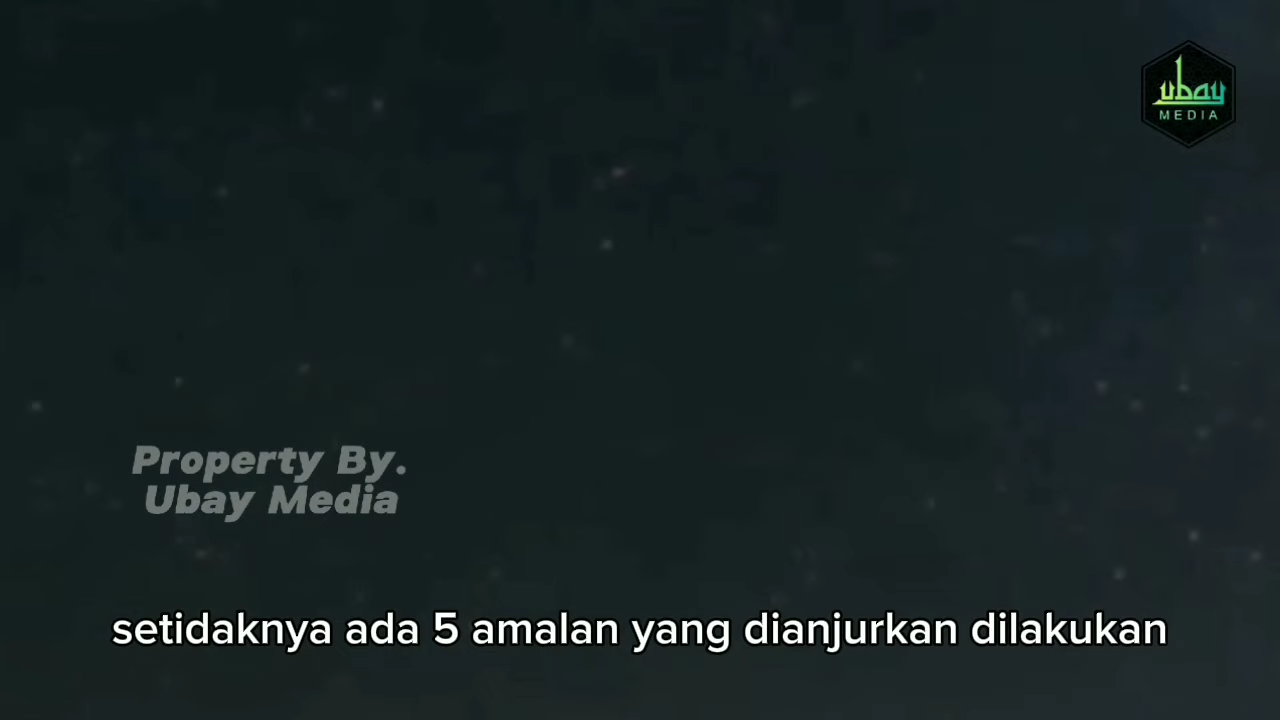 ubay
MEDIA
Property By.
Ubay Media
setidaknya ada 5 amalan yang dianjurkan dilakukan